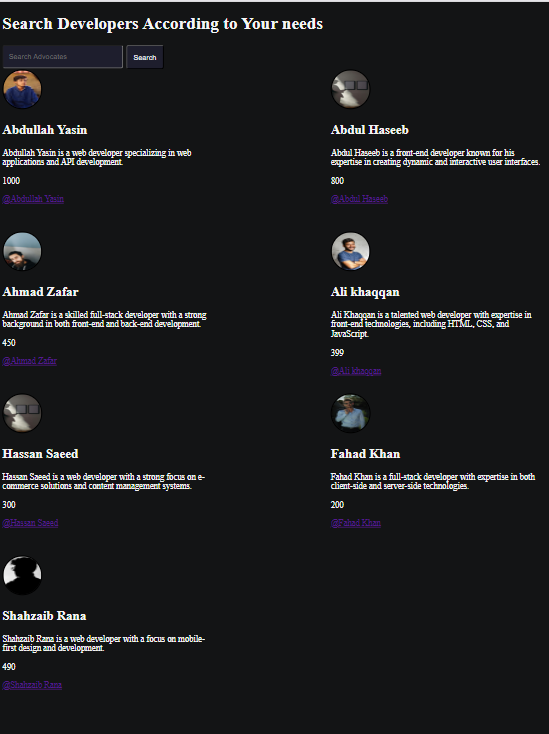 Search Developers According to Your needs
Search Advocates
Search
Abdullah Yasin
Abdullah Yasin is a web developer specializing in web
applications and API development.
1000
@Abdullah Yasin
Abdul Haseeb
Abdul Haseeb is a front-end developer known for his
expertise in creating dynamic and interactive user interfaces.
800
@Abdul Haseeb
Ahmad Zafar
Ahmad Zafar is a skilled full-stack developer with a strong
background in both front-end and back-end development.
450
@Ahmad Zafar
Ali khaqqan
Ali Khaqqan is a talented web developer with expertise in
front-end technologies, including HTML, CSS, and
JavaScript.
399
@Ali khaqqan
Hassan Saeed
Hassan Saeed is a web developer with a strong focus on e-
commerce solutions and content management systems.
300
@Hassan Saeed
Fahad Khan
Fahad Khan is a full-stack developer with expertise in both
client-side and server-side technologies.
200
@Fahad Khan
Shahzaib Rana
Shahzaib Rana is a web developer with a focus on mobile-
first design and development.
490
@Shahzaib Rana